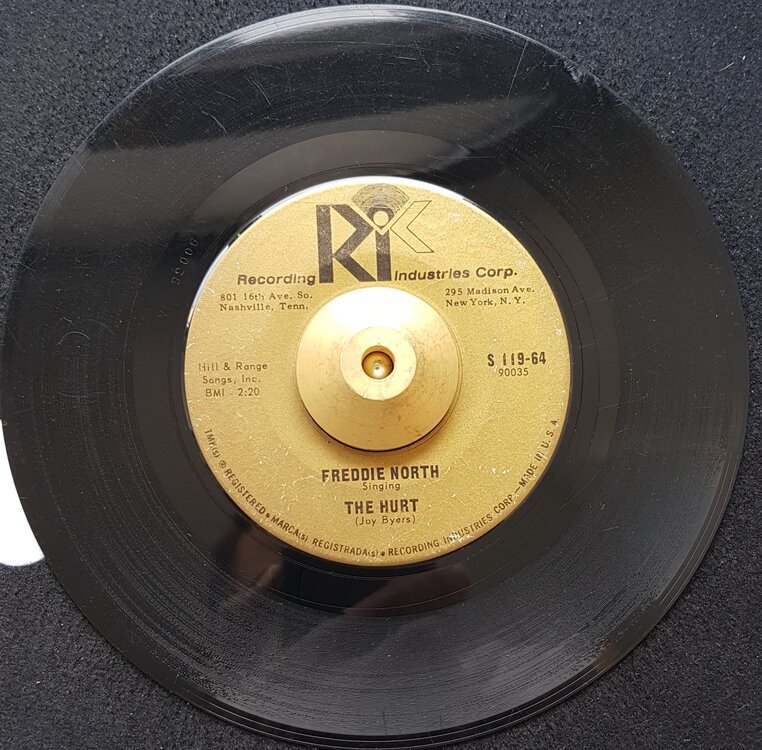 RIC
Recording Industries Corp.
801 16th Ave. So.
Nashville, Tenn.
295 Madison Ave.
New York, N. Y.
Hill & Range
Songs, Inc.
BMI - 2:20
S 119-64
90035
FREDDIE NORTH
Singing
THE HURT
(Joy Byers)
TMK(s) ® REGISTERED • MARCA(s) REGISTRADA(s) • RECORDING INDUSTRIES CORP - MADE IN U. S. A.